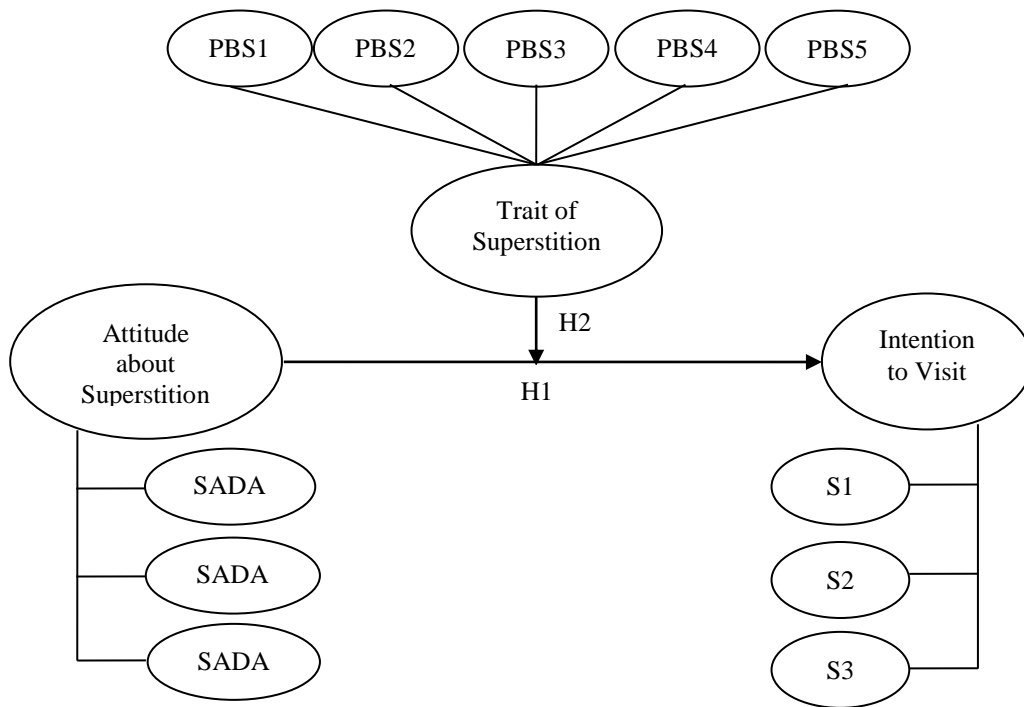 PBS1 PBS2 PBS3 PBS4 PBS5
Trait of
Superstition
H2
Attitude
about
Superstition
Intention
to Visit
H1
SADA
SADA
SADA
S1
S2
S3